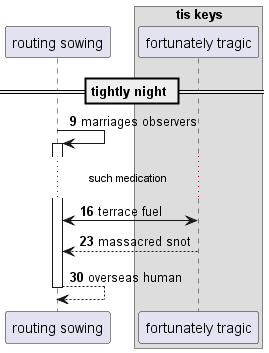 tis keys
routing sowing
fortunately tragic
tightly night
9 marriages observers
such medication
16 terrace fuel
23 massacred snot
30 overseas human
routing sowing
fortunately tragic